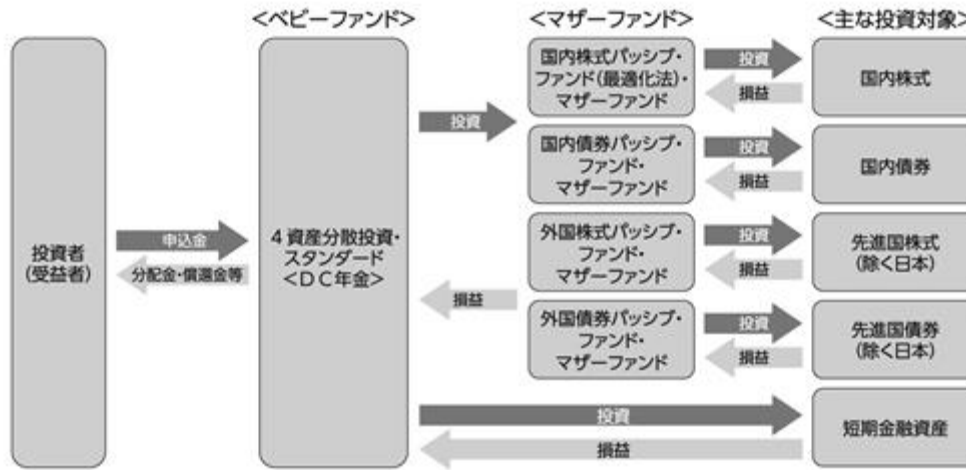 <ベビーファンド>
<マザーファンド>
<主な投資対象>
投資者
(受益者)
申込金
分配金・償還金等
4資産分散投資・
スタンダード
<DC年金>
投資
損益
国内株式パッシブ・
ファンド(最適化法)・
マザーファンド
投資
損益
国内株式
国内債券パッシブ・
ファンド・
マザーファンド
投資
損益
国内債券
外国株式パッシブ・
ファンド・
マザーファンド
投資
損益
先進国株式
(除く日本)
外国債券パッシブ・
ファンド・
マザーファンド
投資
損益
先進国債券
(除く日本)
投資
損益
短期金融資産